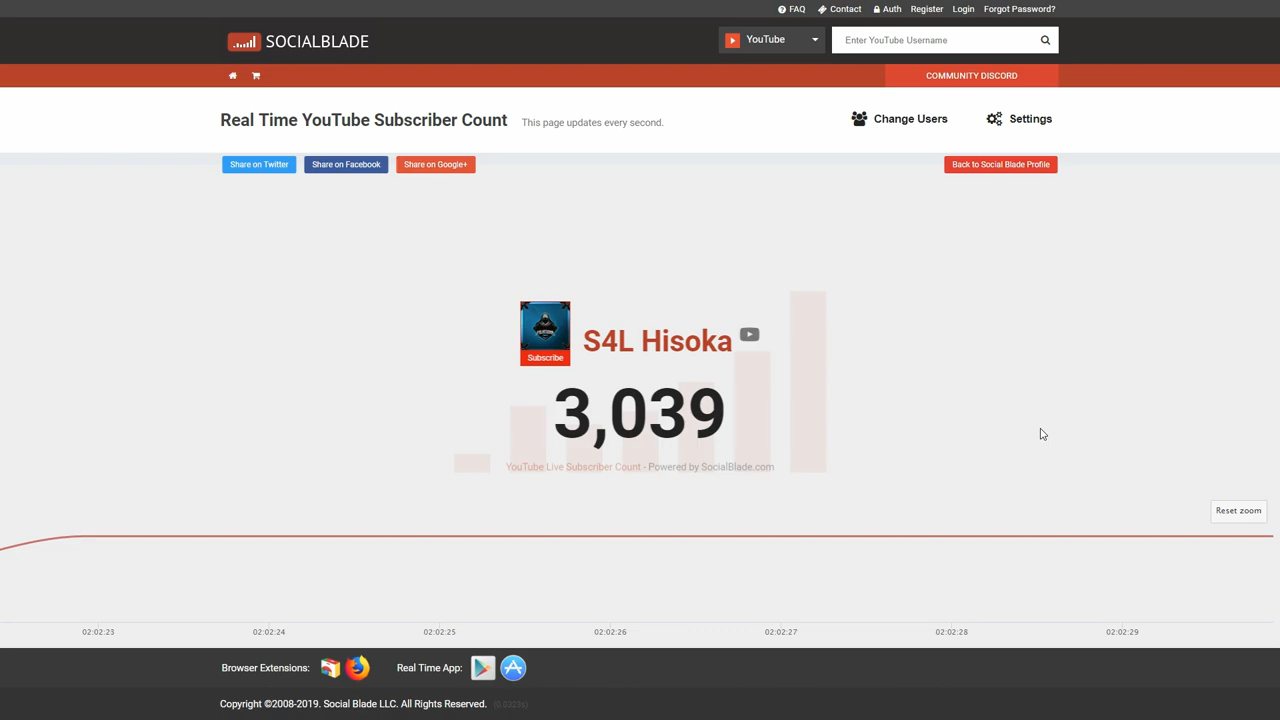 FAQ Contact Auth Register Login Forgot Password?
SOCIALBLADE
YouTube
Enter YouTube Username
COMMUNITY DISCORD
Real Time YouTube Subscriber Count This page updates every second.
Change Users Settings
Share on Twitter Share on Facebook Share on Google+
Back to Social Blade Profile
S4L Hisoka
Subscribe
3,039
YouTube Live Subscriber Count - Powered by SocialBlade.com
Reset zoom
02:02:23 02:02:24 02:02:25 02:02:26 02:02:27 02:02:28 02:02:29
Browser Extensions: Real Time App:
Copyright ©2008-2019. Social Blade LLC. All Rights Reserved.